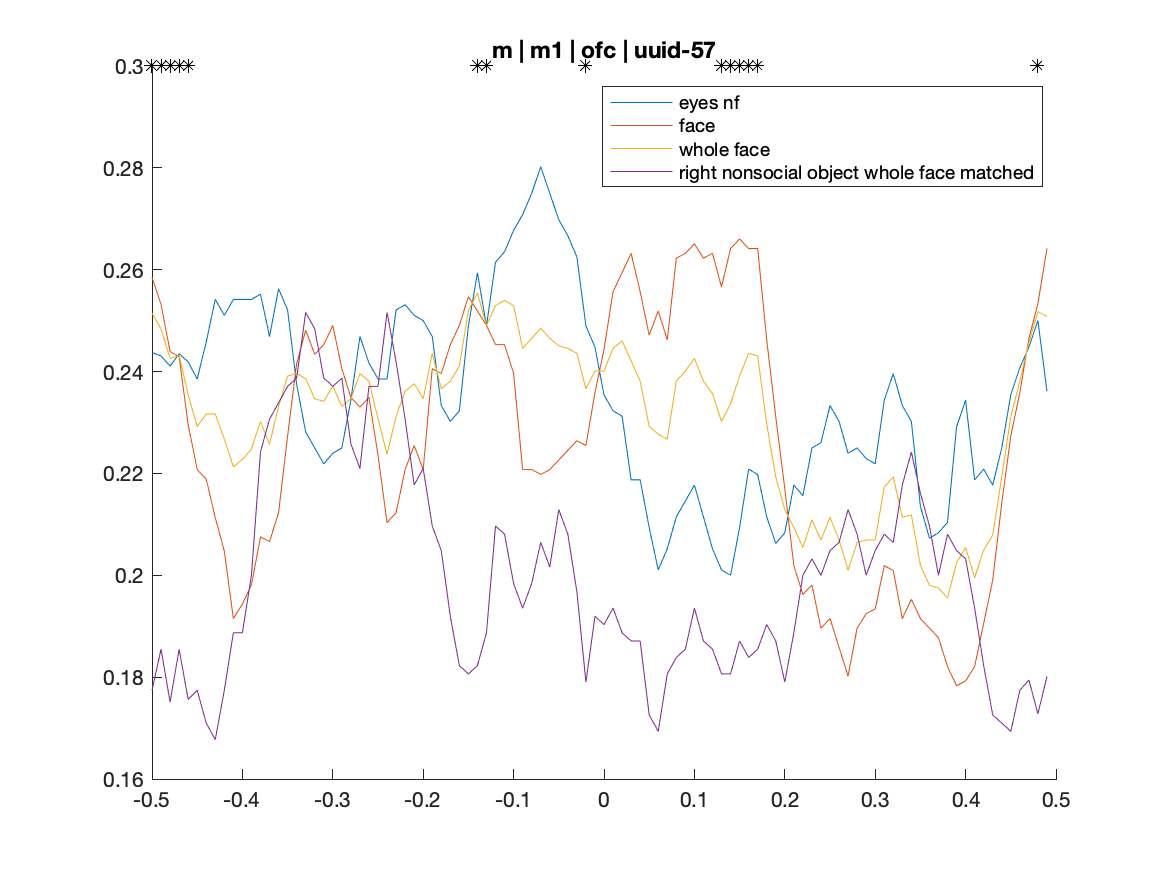 m | m1 | ofc | uuid-57
0.3
eyes nf
face
whole face
right nonsocial object whole face matched
0.28
0.26
0.24
0.22
0.2
0.18
0.16
-0.5 -0.4 -0.3 -0.2 -0.1 0 0.1 0.2 0.3 0.4 0.5